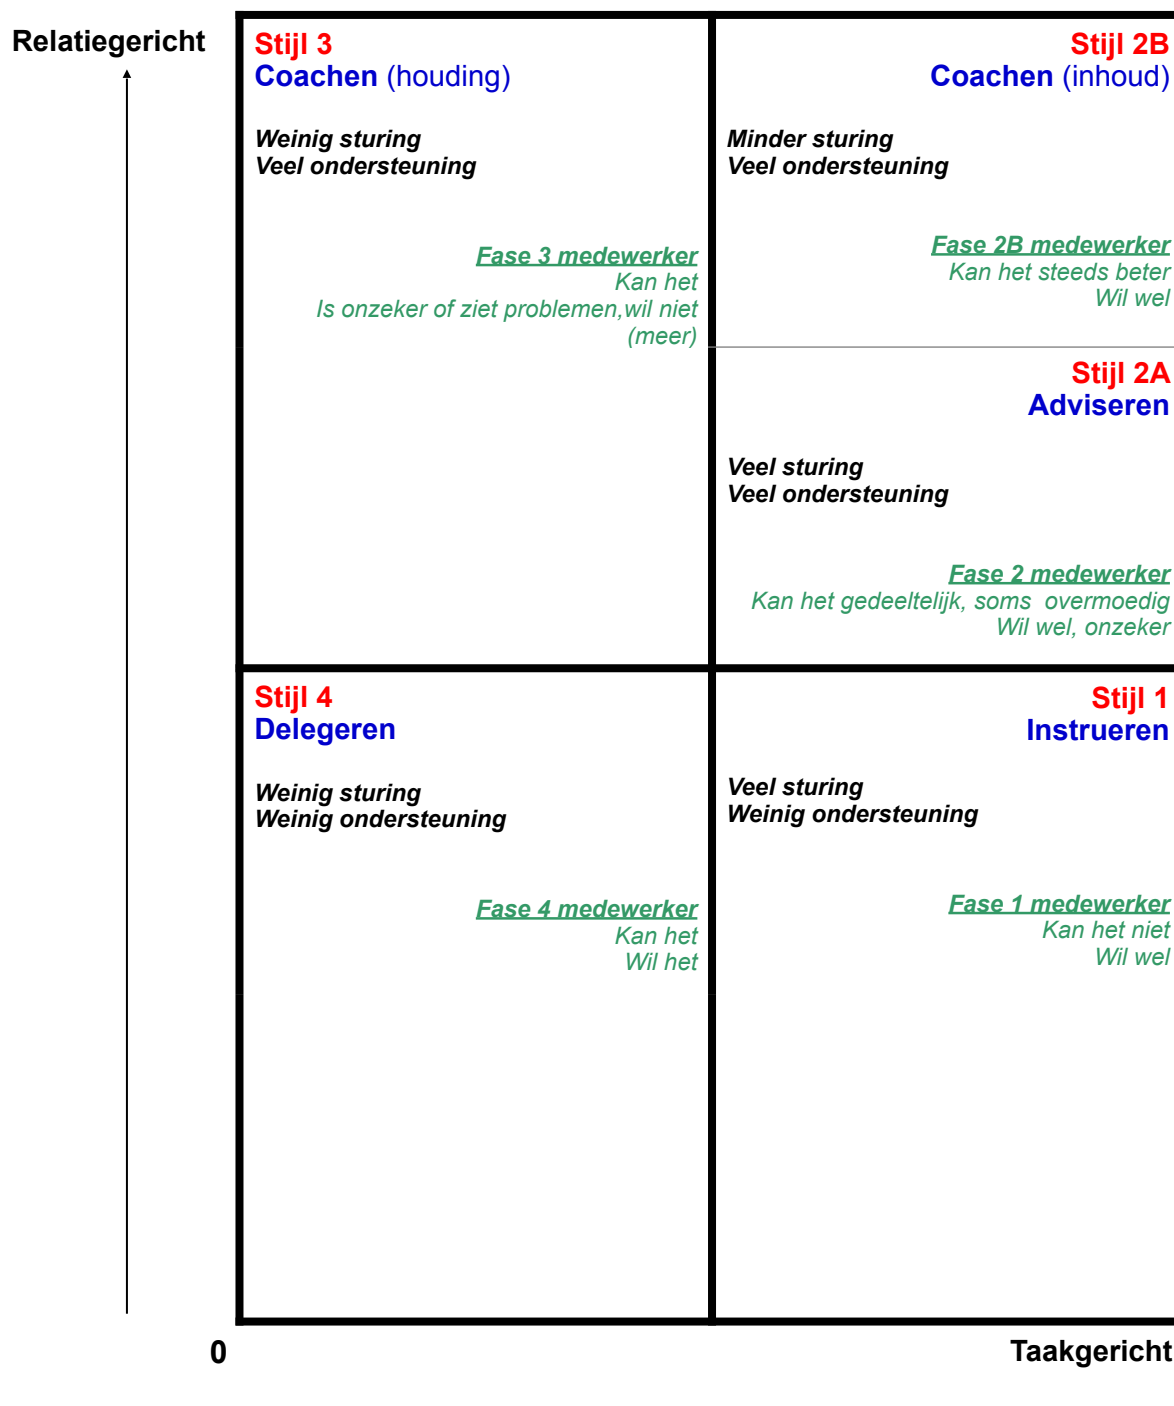 Relatiegericht
Stijl 3
Coachen (houding)
Weinig sturing
Veel ondersteuning
Fase 3 medewerker
Kan het
Is onzeker of ziet problemen,wil niet
(meer)
Stijl 2B
Coachen (inhoud)
Minder sturing
Veel ondersteuning
Fase 2B medewerker
Kan het steeds beter
Wil wel
Stijl 2A
Adviseren
Veel sturing
Veel ondersteuning
Fase 2 medewerker
Kan het gedeeltelijk, soms  overmoedig
Wil wel, onzeker
Stijl 4
Delegeren
Weinig sturing
Weinig ondersteuning
Fase 4 medewerker
Kan het
Wil het
Stijl 1
Instrueren
Veel sturing
Weinig ondersteuning
Fase 1 medewerker
Kan het niet
Wil wel
0
Taakgericht